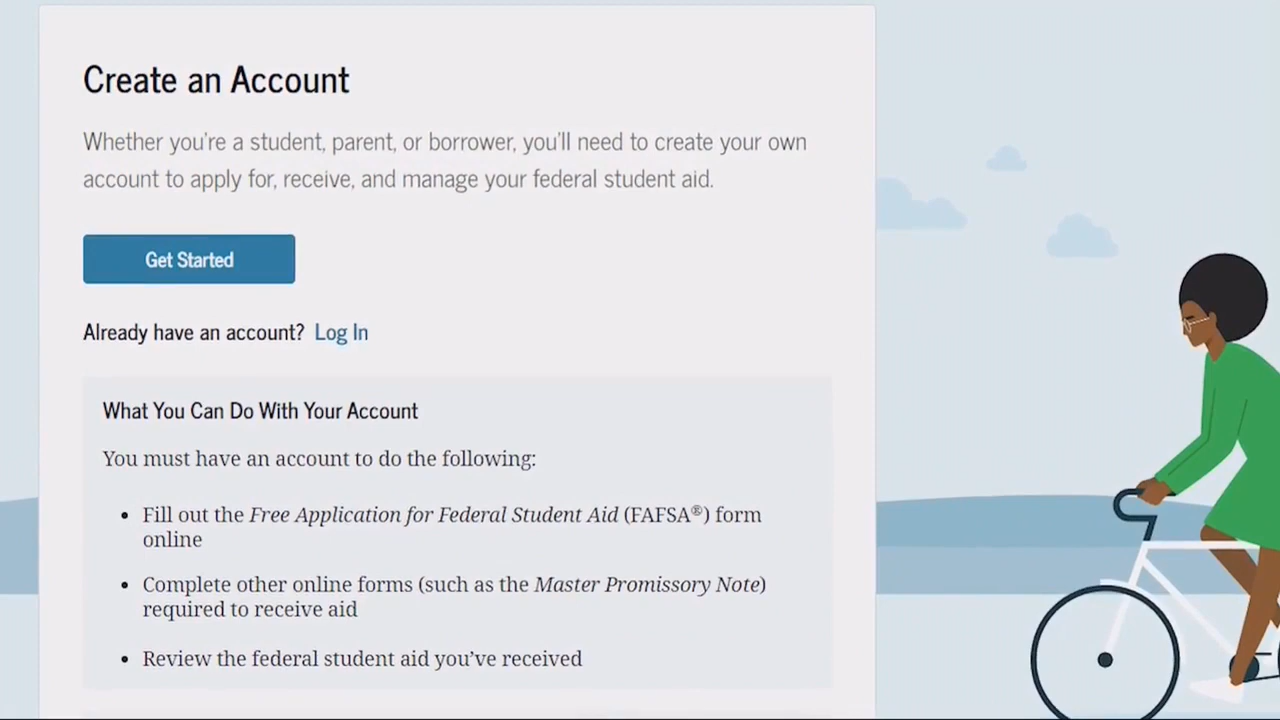 Create an Account
Whether you're a student, parent, or borrower, you'll need to create your own
account to apply for, receive, and manage your federal student aid.
Get Started
Already have an account? Log In
What You Can Do With Your Account
You must have an account to do the following:
• Fill out the Free Application for Federal Student Aid (FAFSA®) form
online
• Complete other online forms (such as the Master Promissory Note)
required to receive aid
• Review the federal student aid you've received